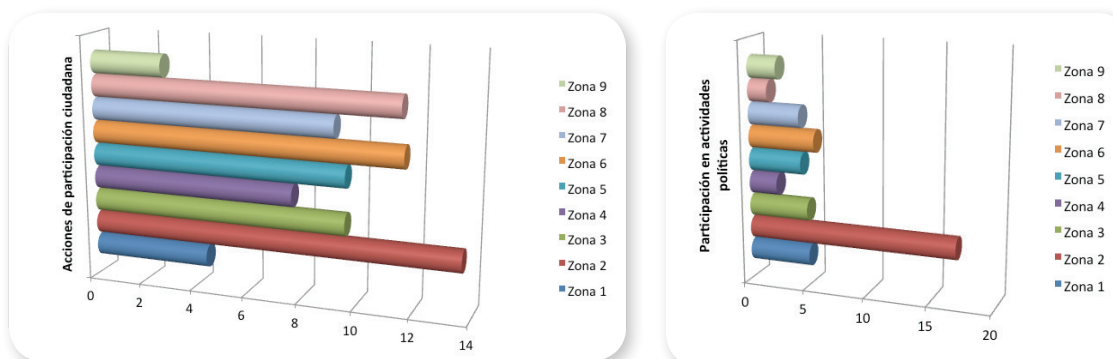 Acciones de participación ciudadana
Zona 9
Zona 8
Zona 7
Zona 6
Zona 5
Zona 4
Zona 3
Zona 2
Zona 1
0
2
4
6
8
10
12
14
Participación en actividades
políticas
Zona 9
Zona 8
Zona 7
Zona 6
Zona 5
Zona 4
Zona 3
Zona 2
Zona 1
0
5
10
15
20